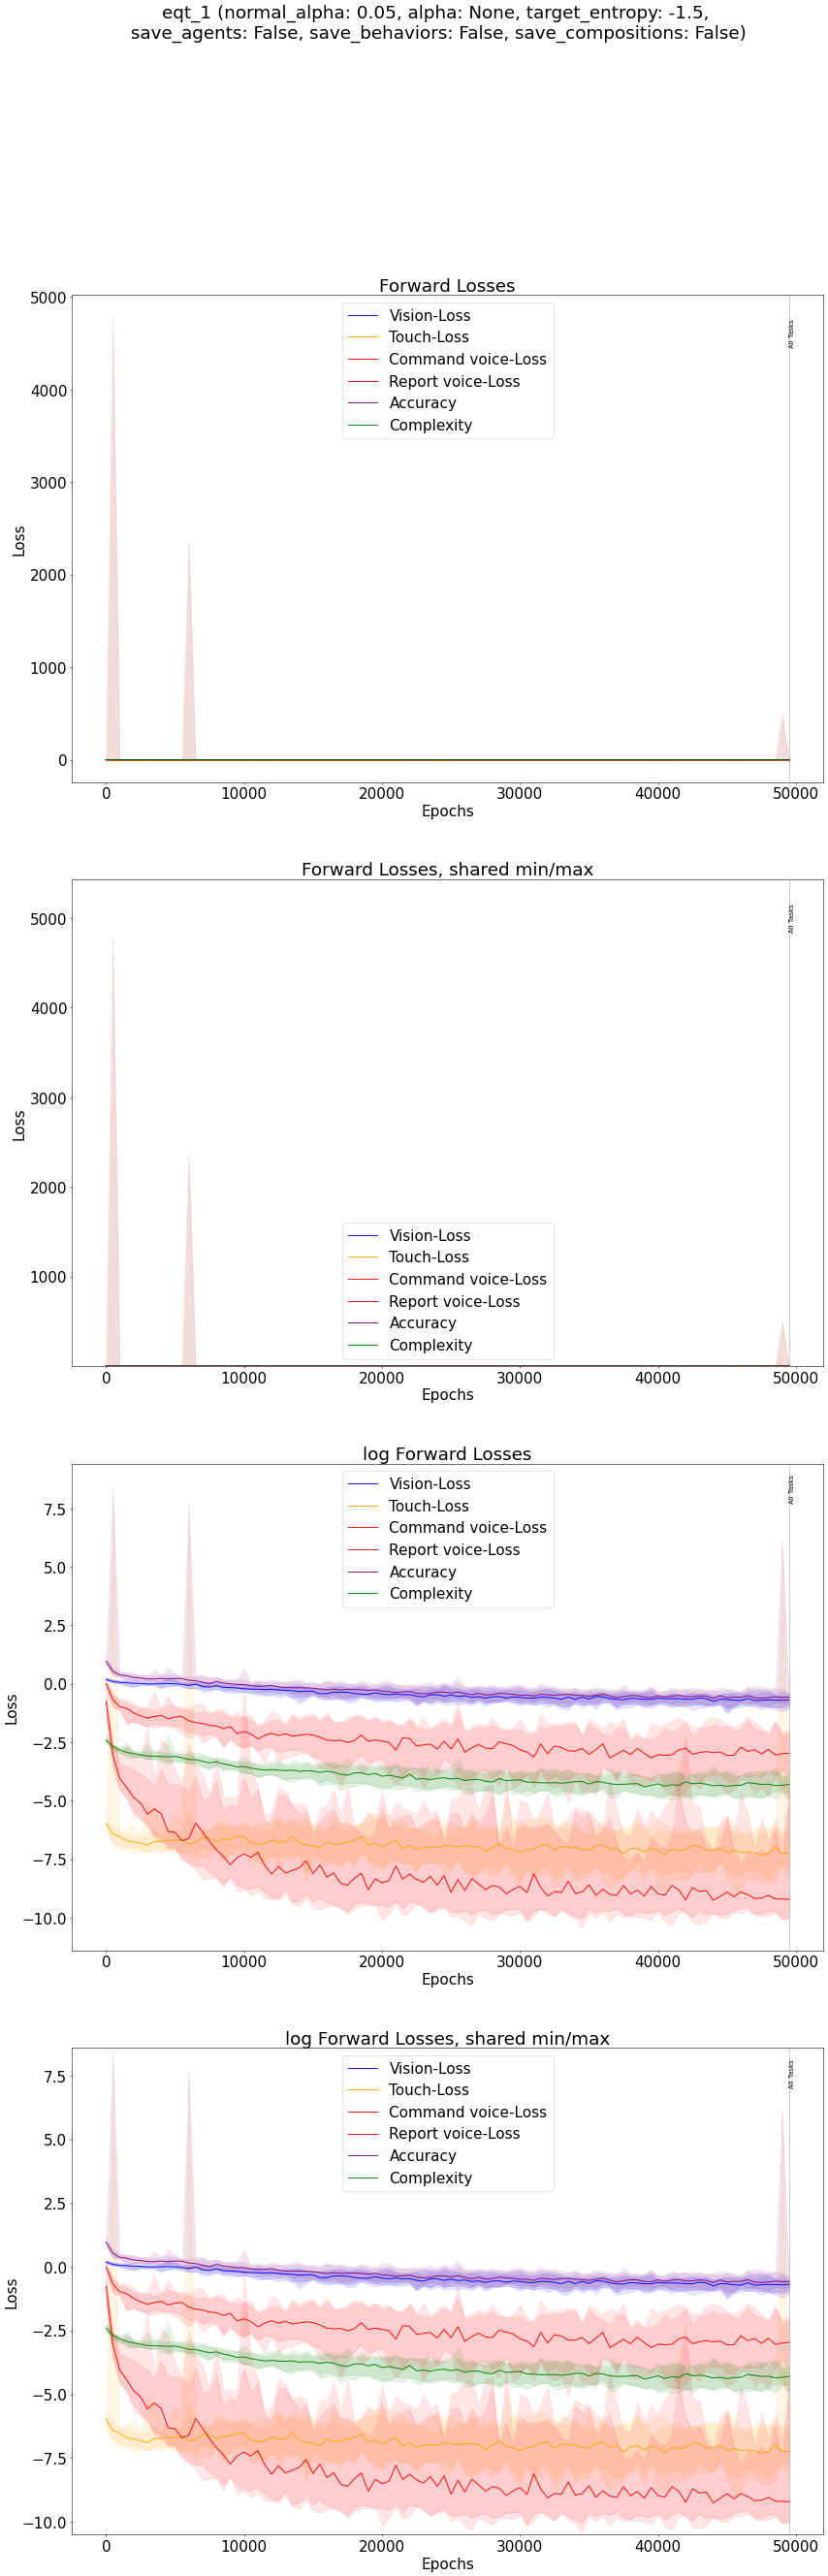 eqt_1 (normal_alpha: 0.05, alpha: None, target_entropy: -1.5,
save_agents: False, save_behaviors: False, save_compositions: False)
Forward Losses
5000
4000
3000
2000
1000
0
Loss
Vision-Loss
Touch-Loss
Command voice-Loss
Report voice-Loss
Accuracy
Complexity
All Tasks
0 10000 20000 30000 40000 50000
Epochs
Forward Losses, shared min/max
5000
4000
3000
2000
1000
Loss
All Tasks
Vision-Loss
Touch-Loss
Command voice-Loss
Report voice-Loss
Accuracy
Complexity
0 10000 20000 30000 40000 50000
Epochs
log Forward Losses
7.5
5.0
2.5
0.0
−2.5
−5.0
−7.5
−10.0
Loss
Vision-Loss
Touch-Loss
Command voice-Loss
Report voice-Loss
Accuracy
Complexity
All Tasks
0 10000 20000 30000 40000 50000
Epochs
log Forward Losses, shared min/max
7.5
5.0
2.5
0.0
−2.5
−5.0
−7.5
−10.0
Loss
Vision-Loss
Touch-Loss
Command voice-Loss
Report voice-Loss
Accuracy
Complexity
All Tasks
0 10000 20000 30000 40000 50000
Epochs